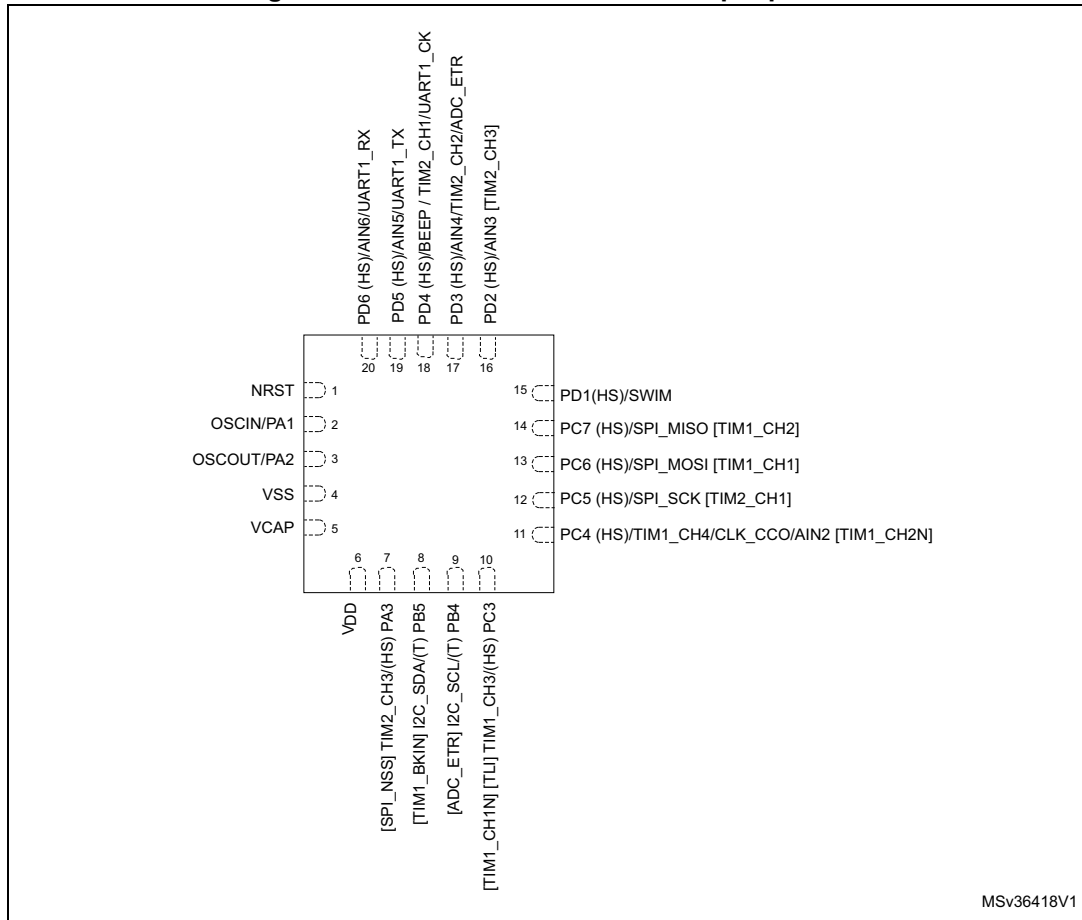 PD6 (HS)/AIN6/UART1_RX
PD5 (HS)/AIN5/UART1_TX
PD4 (HS)/BEEP / TIM2_CH1/UART1_CK
PD3 (HS)/AIN4/TIM2_CH2/ADC_ETR
PD2 (HS)/AIN3 [TIM2_CH3]
20 19 18 17 16
NRST 1
OSCIN/PA1 2
OSCOUT/PA2 3
VSS 4
VCAP 5
15 PD1(HS)/SWIM
14 PC7 (HS)/SPI_MISO [TIM1_CH2]
13 PC6 (HS)/SPI_MOSI [TIM1_CH1]
12 PC5 (HS)/SPI_SCK [TIM2_CH1]
11 PC4 (HS)/TIM1_CH4/CLK_CCO/AIN2 [TIM1_CH2N]
6 7 8 9 10
VDD
[SPI_NSS] TIM2_CH3/(HS) PA3
[TIM1_BKIN] I2C_SDA/(T) PB5
[ADC_ETR] I2C_SCL/(T) PB4
[TIM1_CH1N] [TLI] TIM1_CH3/(HS) PC3
MSv36418V1